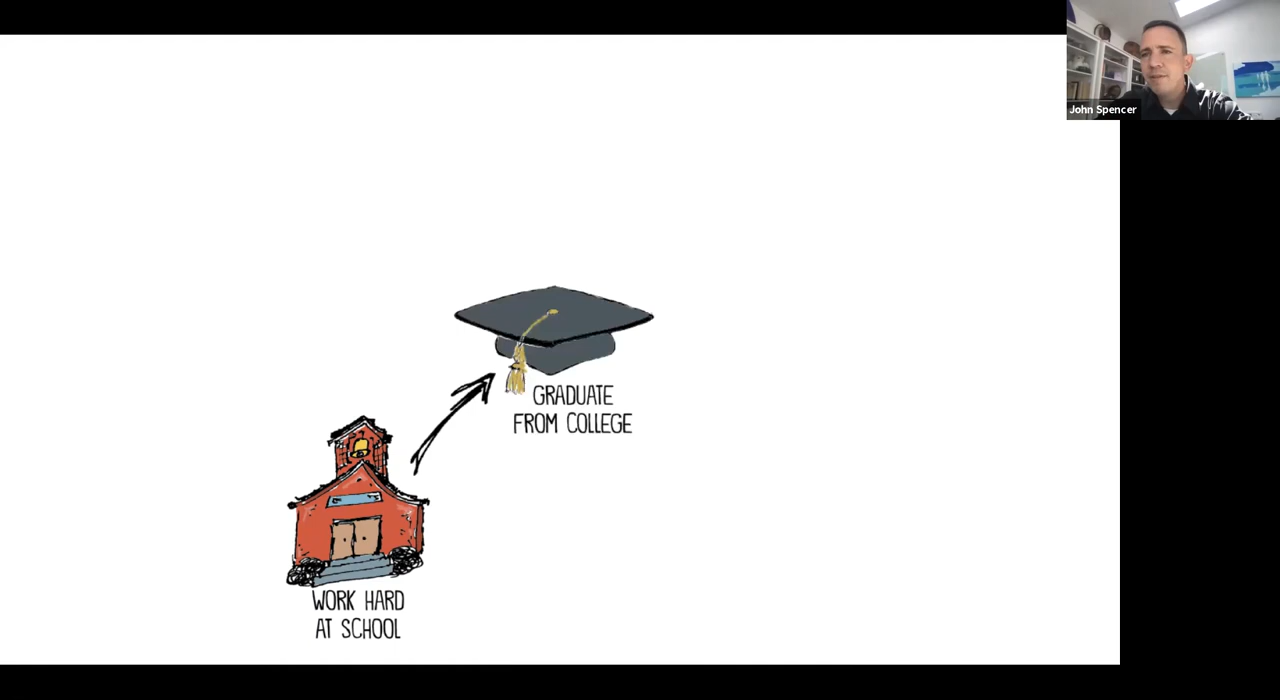 John Spencer
GRADUATE
FROM COLLEGE
WORK HARD
AT SCHOOL